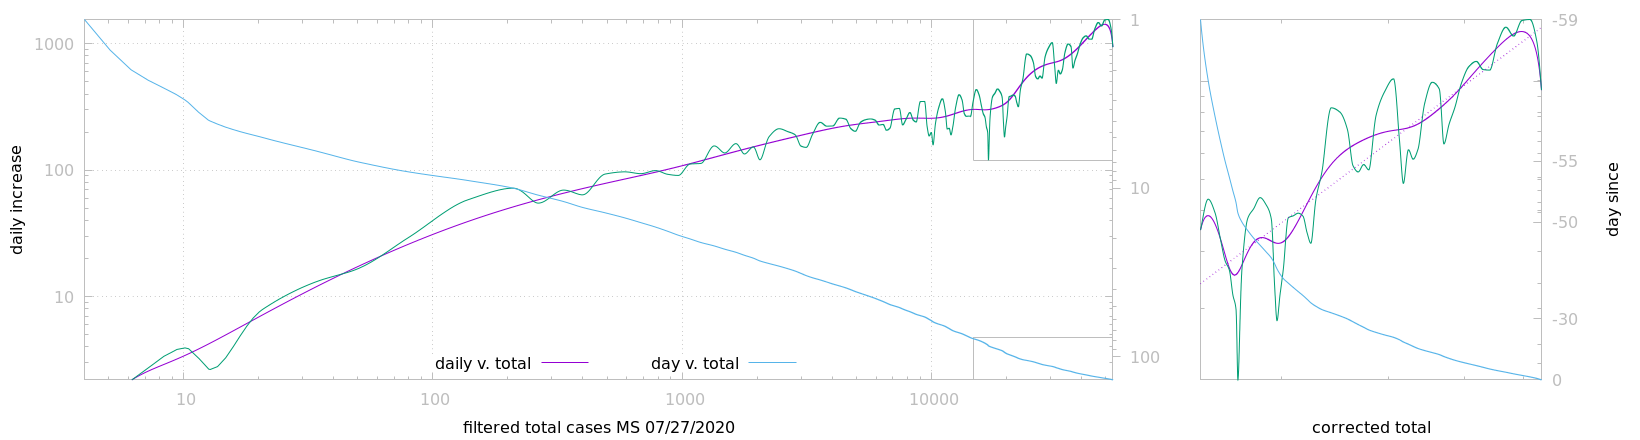 1000
100
10
daily increase
10
100
1000
10000
filtered total cases MS 07/27/2020
daily v. total
day v. total
1
10
100
-59
-55
-50
-30
0
day since
corrected total